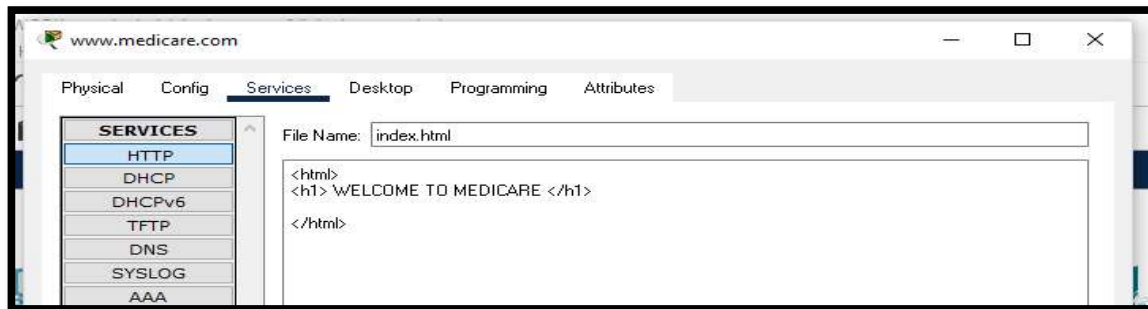 www.medicare.com
Physical Config Services Desktop Programming Attributes
SERVICES
HTTP
DHCP
DHCPv6
TFTP
DNS
SYSLOG
AAA
File Name: index.html
<html>
<h1> WELCOME TO MEDICARE </h1>
</html>